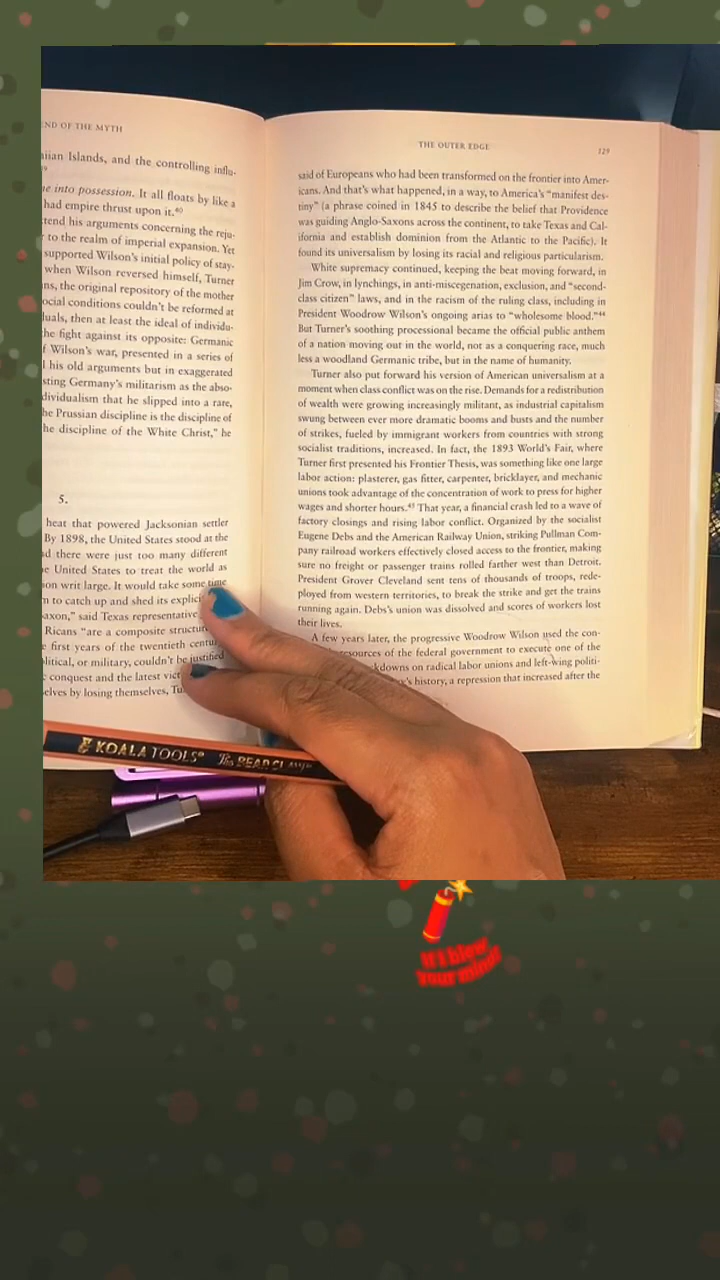 END OF THE MYTH
aiian Islands, and the controlling influ-
ne into possession. It all floats by like a
had empire thrust upon it.40
tend his arguments concerning the reju-
to the realm of imperial expansion. Yet
supported Wilson's initial policy of stay-
when Wilson reversed himself, Turner
ns, the original repository of the mother
ocial conditions couldn't be reformed at
luals, then at least the ideal of individu-
he fight against its opposite: Germanic
f Wilson's war, presented in a series of
l his old arguments but in exaggerated
sting Germany's militarism as the abso-
dividualism that he slipped into a rare,
he Prussian discipline is the discipline of
he discipline of the White Christ," he
5.
heat that powered Jacksonian settler
By 1898, the United States stood at the
d there were just too many different
e United States to treat the world as
on writ large. It would take some time
n to catch up and shed its explici
axon," said Texas representative
Ricans "are a composite structur
e first years of the twentieth centu
litical, or military, couldn't be justified
c conquest and the latest vict
elves by losing themselves, Tu
THE OUTER EDGE 129
said of Europeans who had been transformed on the frontier into Amer-
icans. And that's what happened, in a way, to America's "manifest des-
tiny" (a phrase coined in 1845 to describe the belief that Providence
was guiding Anglo-Saxons across the continent, to take Texas and Cal-
ifornia and establish dominion from the Atlantic to the Pacific). It
found its universalism by losing its racial and religious particularism.
White supremacy continued, keeping the beat moving forward, in
Jim Crow, in lynchings, in anti-miscegenation, exclusion, and "second-
class citizen" laws, and in the racism of the ruling class, including in
President Woodrow Wilson's ongoing arias to "wholesome blood."44
But Turner's soothing processional became the official public anthem
of a nation moving out in the world, not as a conquering race, much
less a woodland Germanic tribe, but in the name of humanity.
Turner also put forward his version of American universalism at a
moment when class conflict was on the rise. Demands for a redistribution
of wealth were growing increasingly militant, as industrial capitalism
swung between ever more dramatic booms and busts and the number
of strikes, fueled by immigrant workers from countries with strong
socialist traditions, increased. In fact, the 1893 World's Fair, where
Turner first presented his Frontier Thesis, was something like one large
labor action: plasterer, gas fitter, carpenter, bricklayer, and mechanic
unions took advantage of the concentration of work to press for higher
wages and shorter hours.45 That year, a financial crash led to a wave of
factory closings and rising labor conflict. Organized by the socialist
Eugene Debs and the American Railway Union, striking Pullman Com-
pany railroad workers effectively closed access to the frontier, making
sure no freight or passenger trains rolled farther west than Detroit.
President Grover Cleveland sent tens of thousands of troops, rede-
ployed from western territories, to break the strike and get the trains
running again. Debs's union was dissolved and scores of workers lost
their lives.
A few years later, the progressive Woodrow Wilson used the con-
resources of the federal government to execute one of the
kdowns on radical labor unions and left-wing politi-
's history, a repression that increased after the
KOALA TOOLS The BEAR CLAW
It'll blow
your mind!